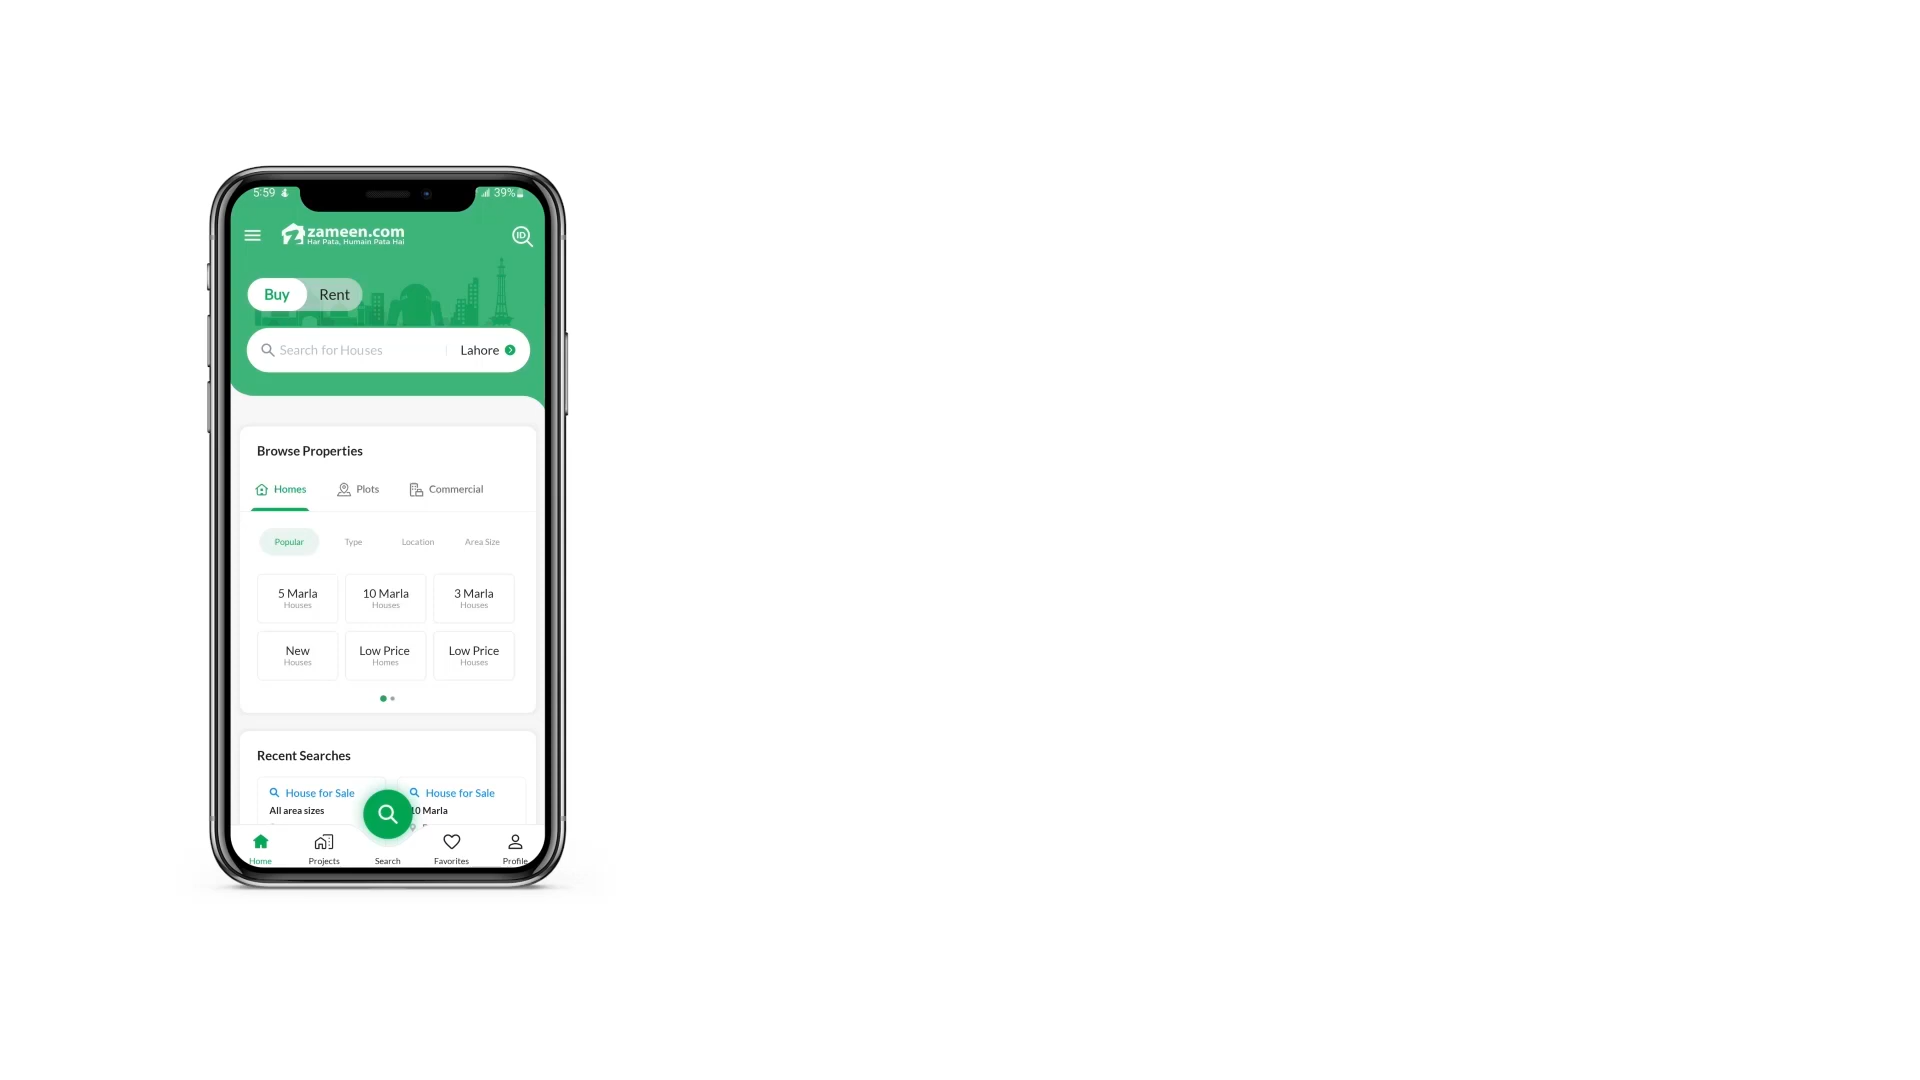 5:59 39%
zameen.com
Har Pata, Humain Pata Hai
ID
Buy Rent
Search for Houses Lahore
Browse Properties
Homes Plots Commercial
Popular Type Location Area Size
5 Marla 10 Marla 3 Marla
Houses Houses Houses
New Low Price Low Price
Houses Homes Houses
Recent Searches
House for Sale House for Sale
All area sizes 10 Marla
Home Projects Search Favorites Profile